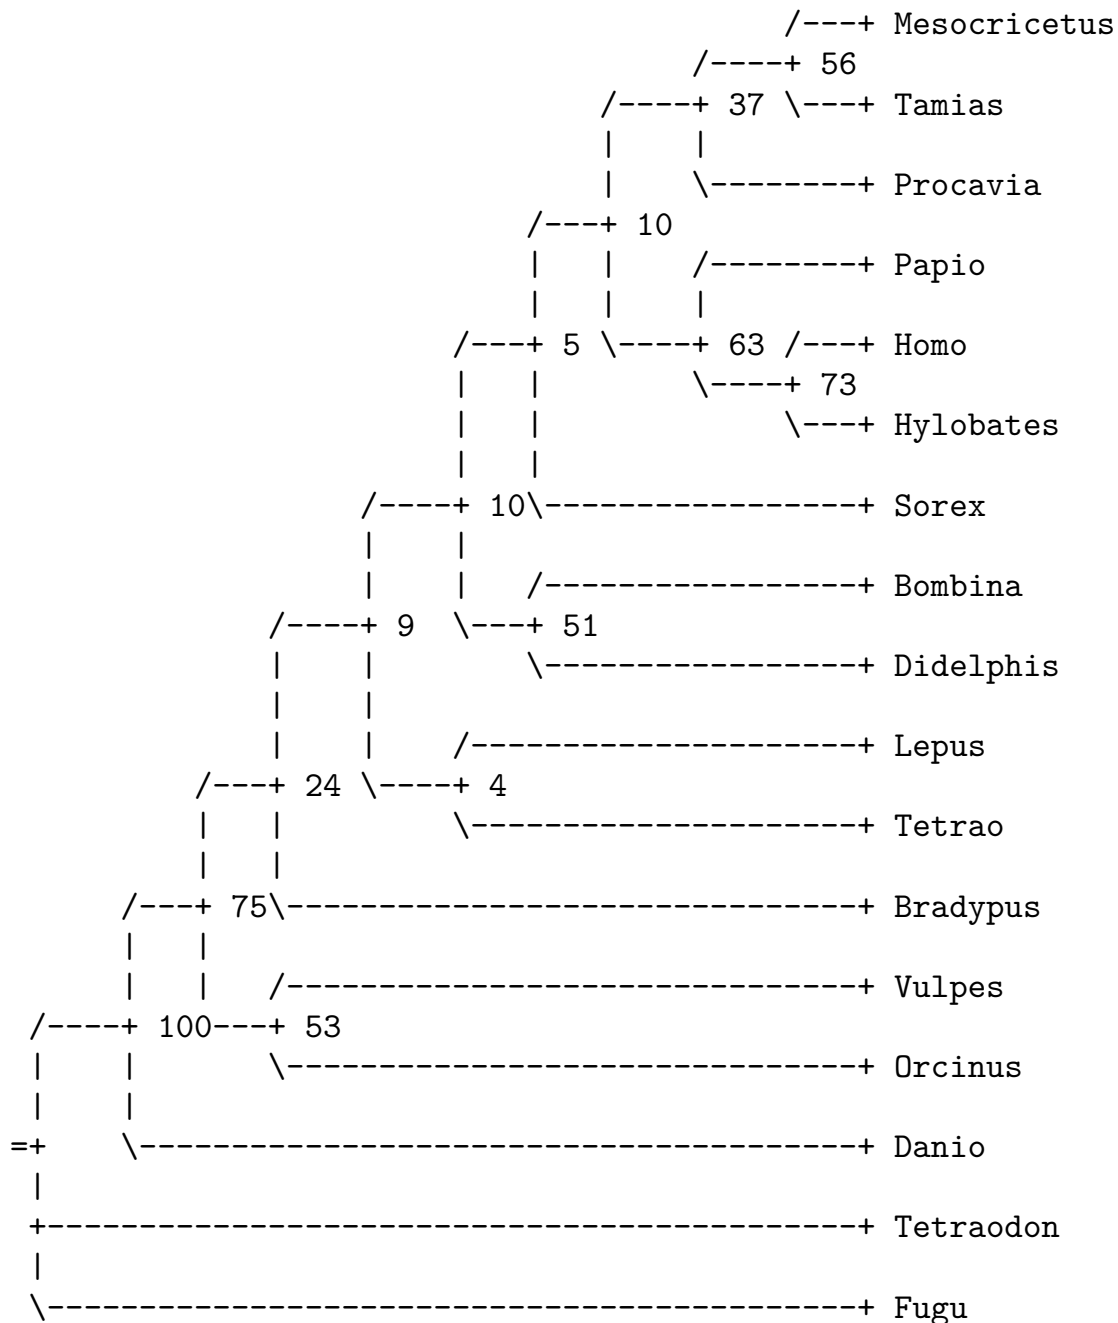 /---+ Mesocricetus
/----+ 56
/----+ 37 \---+ Tamias
| |
| \--------+ Procavia
/---+ 10
| | /--------+ Papio
| | |
/---+ 5 \----+ 63 /---+ Homo
| | \----+ 73
| | \---+ Hylobates
| |
/----+ 10\-----------------+ Sorex
| |
| | /-----------------+ Bombina
/----+ 9 \---+ 51
| | \-----------------+ Didelphis
| |
| | /---------------------+ Lepus
/---+ 24 \----+ 4
| | \---------------------+ Tetrao
| |
/---+ 75\-------------------------------+ Bradypus
| |
| | /-------------------------------+ Vulpes
/----+ 100---+ 53
| | \-------------------------------+ Orcinus
| |
=+ \---------------------------------------+ Danio
|
+--------------------------------------------+ Tetraodon
|
\--------------------------------------------+ Fugu